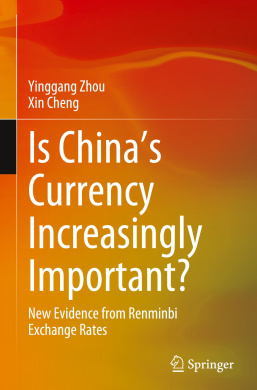 Yinggang Zhou
Xin Cheng
Is China's
Currency
Increasingly
Important?
New Evidence from Renminbi
Exchange Rates
Springer